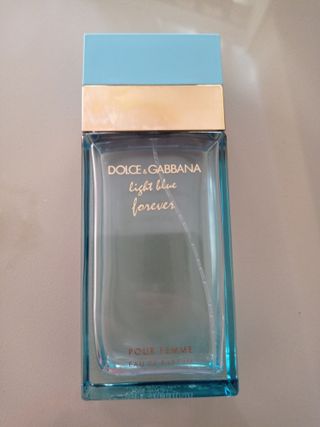 DOLCE & GABBANA
light blue
forever
POUR FEMME
EAU DE PARFUM